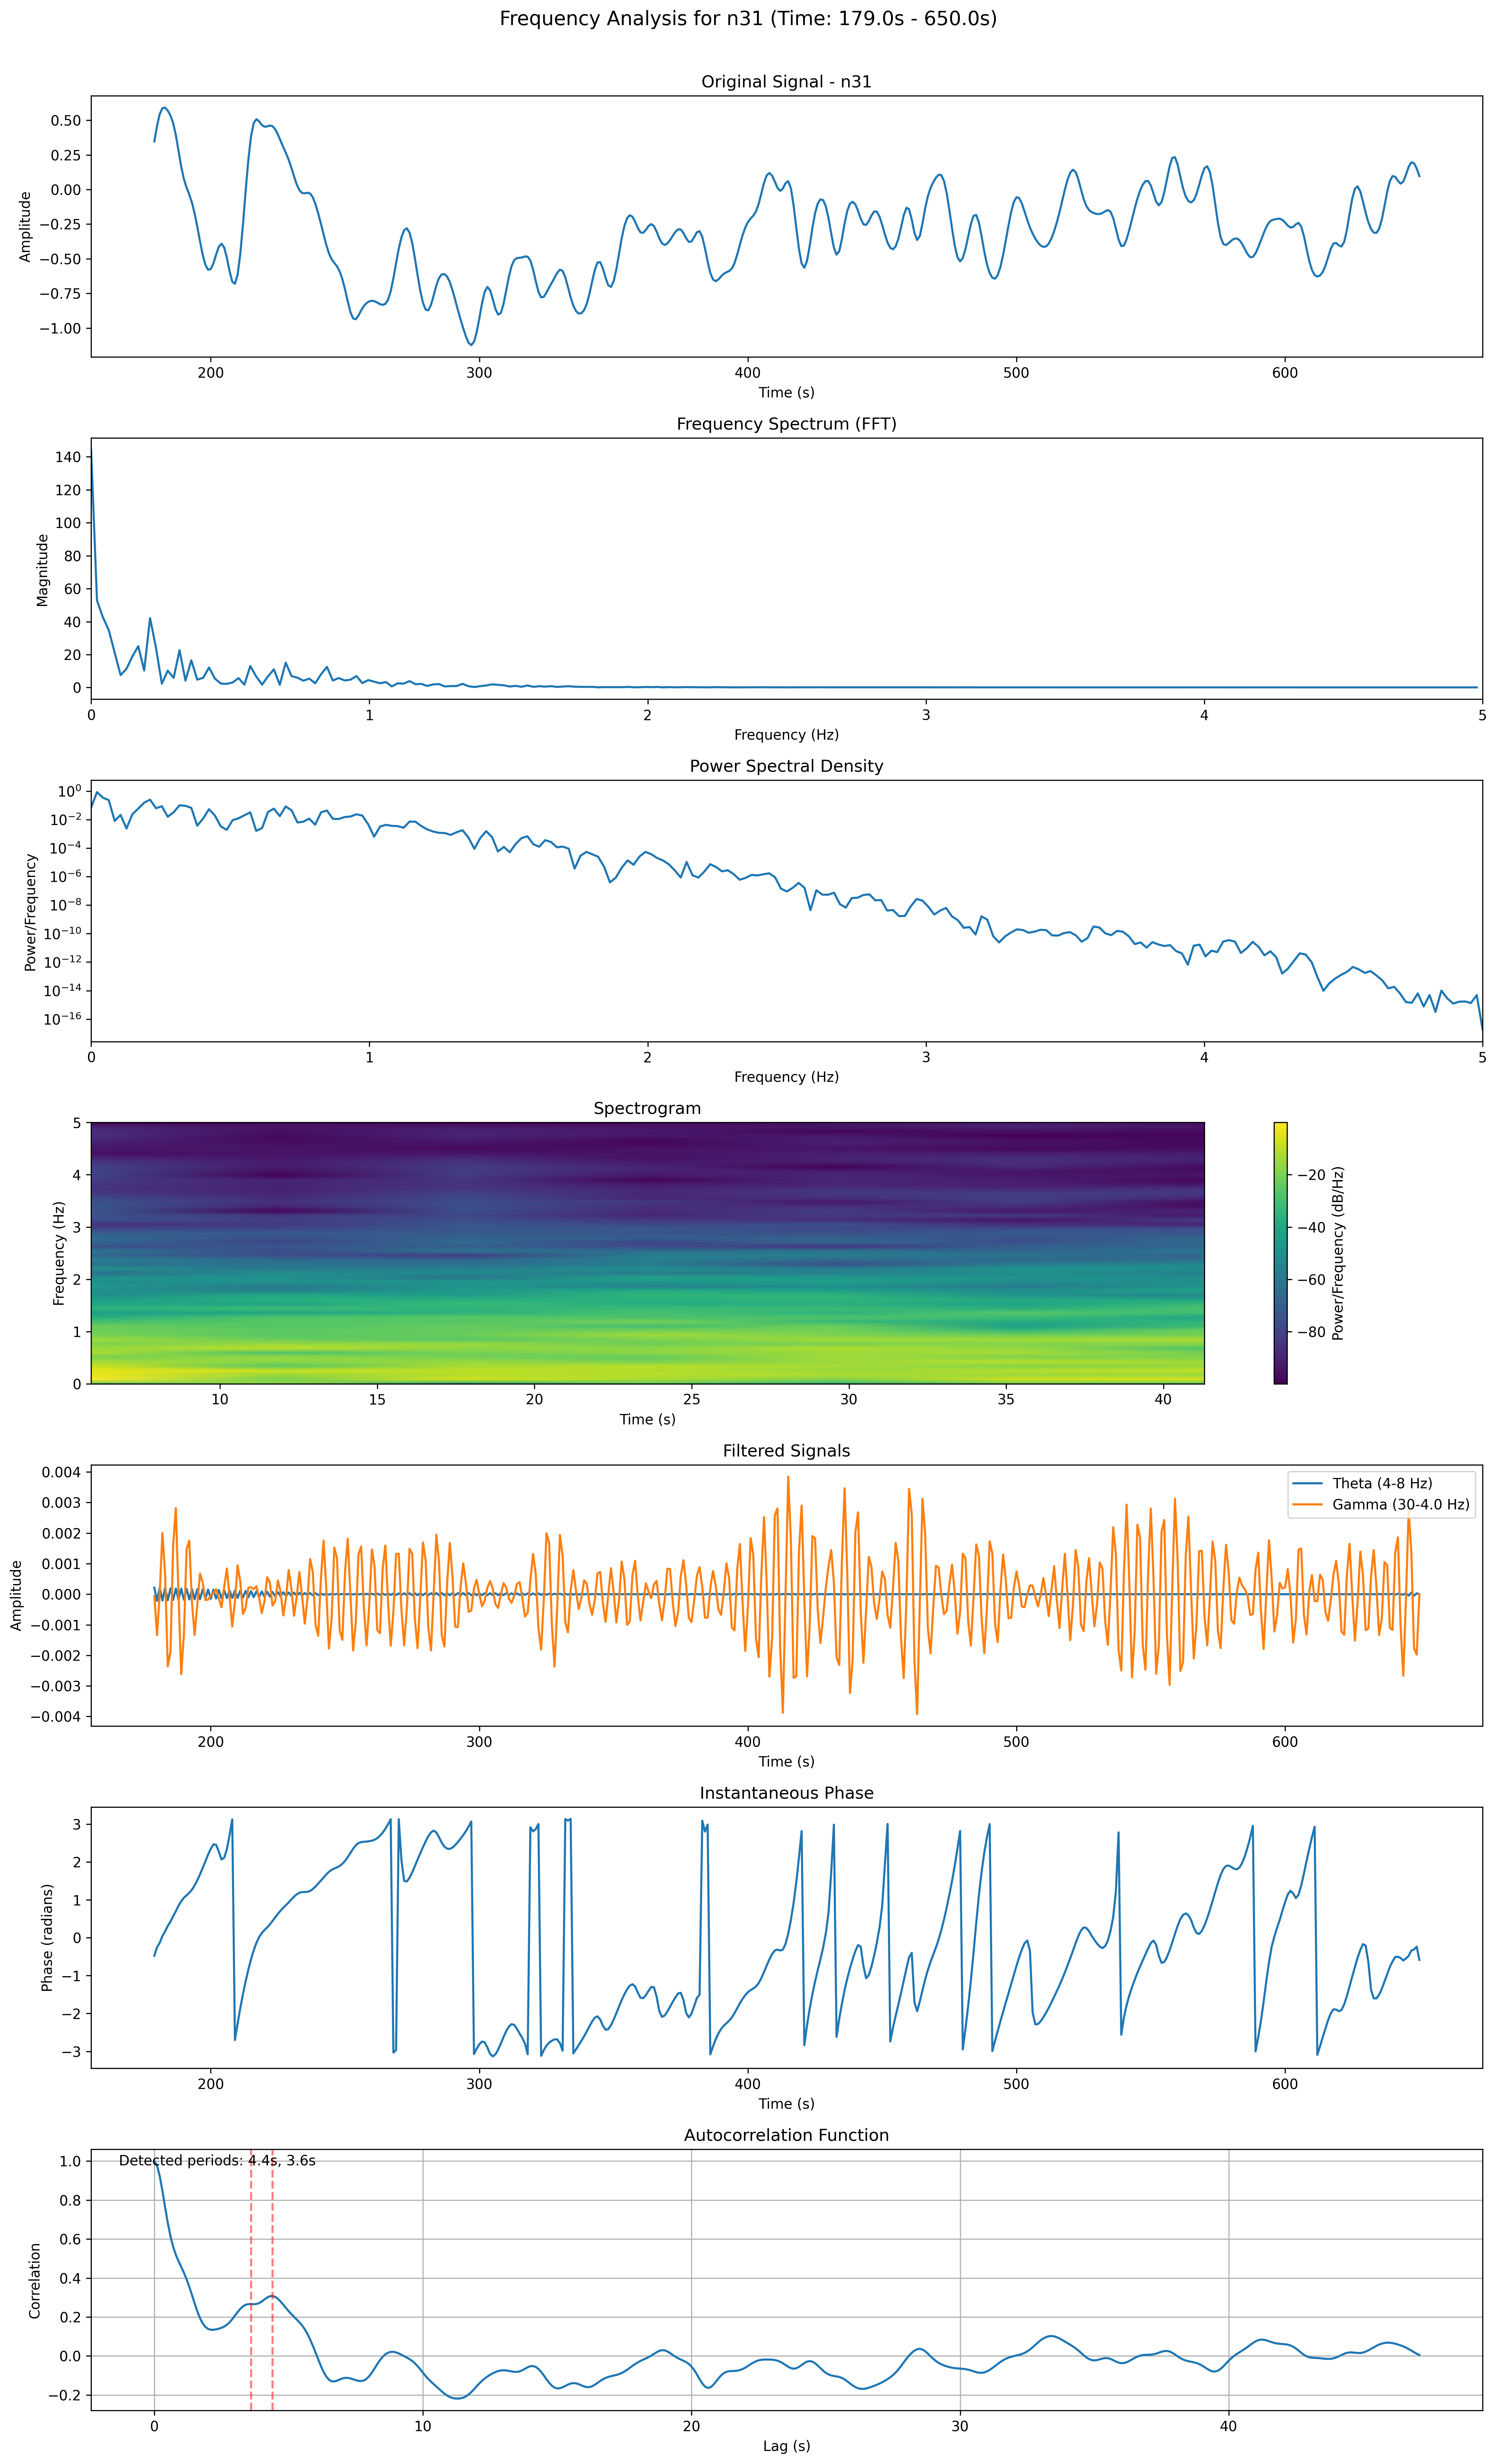 Frequency Analysis for n31 (Time: 179.0s - 650.0s)
Original Signal - n31
Amplitude
0.50
0.25
0.00
−0.25
−0.50
−0.75
−1.00
200 300 400 500 600
Time (s)
Frequency Spectrum (FFT)
Magnitude
140
120
100
80
60
40
20
0
0 1 2 3 4 5
Frequency (Hz)
Power Spectral Density
Power/Frequency
10⁰
10⁻²
10⁻⁴
10⁻⁶
10⁻⁸
10⁻¹⁰
10⁻¹²
10⁻¹⁴
10⁻¹⁶
0 1 2 3 4 5
Frequency (Hz)
Spectrogram
Frequency (Hz)
5
4
3
2
1
0
10 15 20 25 30 35 40
Time (s)
−20
−40
−60
−80
Power/Frequency (dB/Hz)
Filtered Signals
Amplitude
0.004
0.003
0.002
0.001
0.000
−0.001
−0.002
−0.003
−0.004
Theta (4-8 Hz)
Gamma (30-4.0 Hz)
200 300 400 500 600
Time (s)
Instantaneous Phase
Phase (radians)
3
2
1
0
−1
−2
−3
200 300 400 500 600
Time (s)
Autocorrelation Function
Detected periods: 4.4s, 3.6s
Correlation
1.0
0.8
0.6
0.4
0.2
0.0
−0.2
0 10 20 30 40
Lag (s)